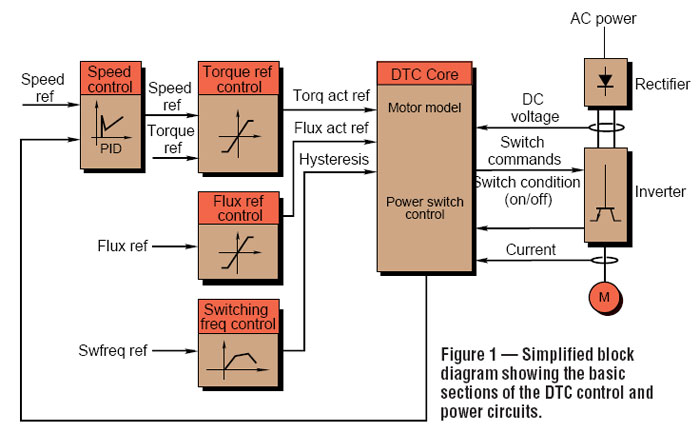 AC power
Speed
control
Torque ref
control
DTC Core
Rectifier
Speed
ref
Speed
ref
Torq act ref
Motor model
DC
voltage
PID
Torque
ref
Flux act ref
Switch
commands
Hysteresis
Switch condition
(on/off)
Inverter
Flux ref
control
Power switch
control
Flux ref
Current
M
Switching
freq control
Swfreq ref
Figure 1 — Simplified block
diagram showing the basic
sections of the DTC control and
power circuits.